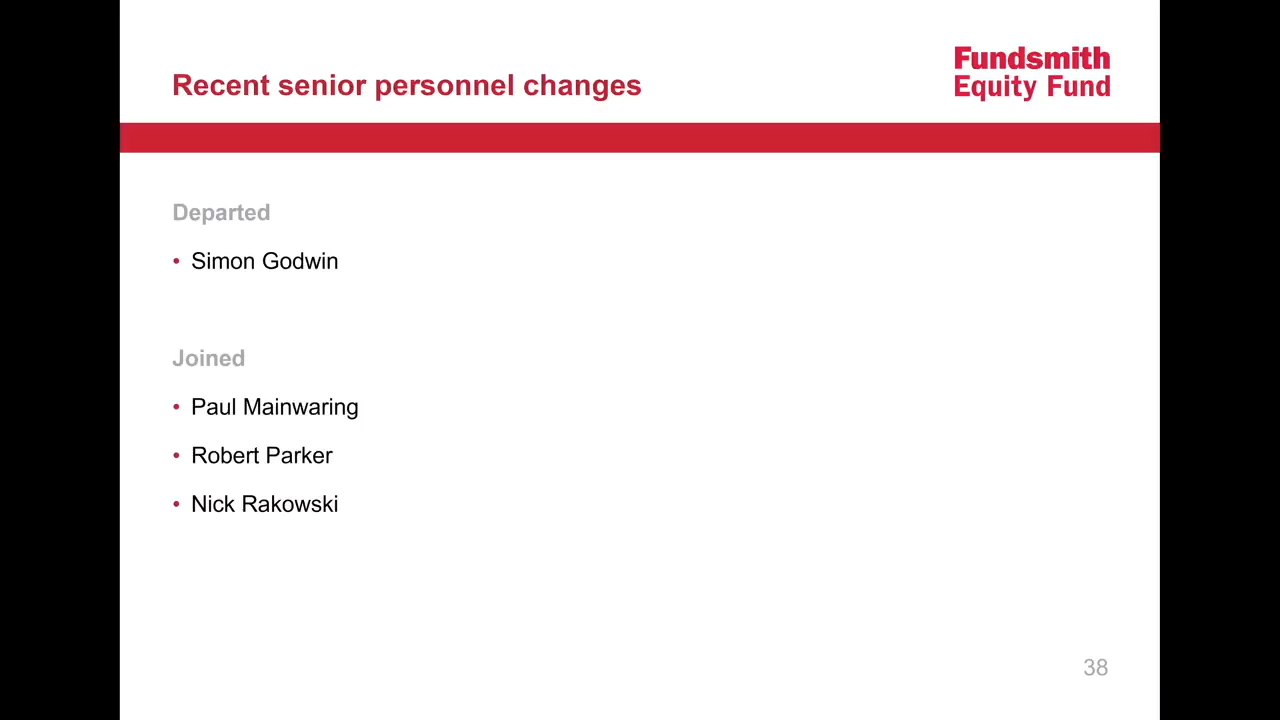 Recent senior personnel changes
Fundsmith
Equity Fund
Departed
• Simon Godwin
Joined
• Paul Mainwaring
• Robert Parker
• Nick Rakowski
38